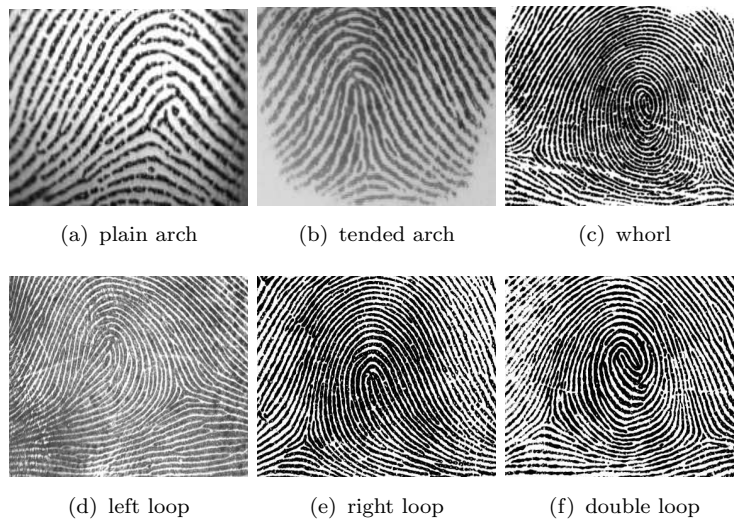 (a) plain arch
(b) tended arch
(c) whorl
(d) left loop
(e) right loop
(f) double loop